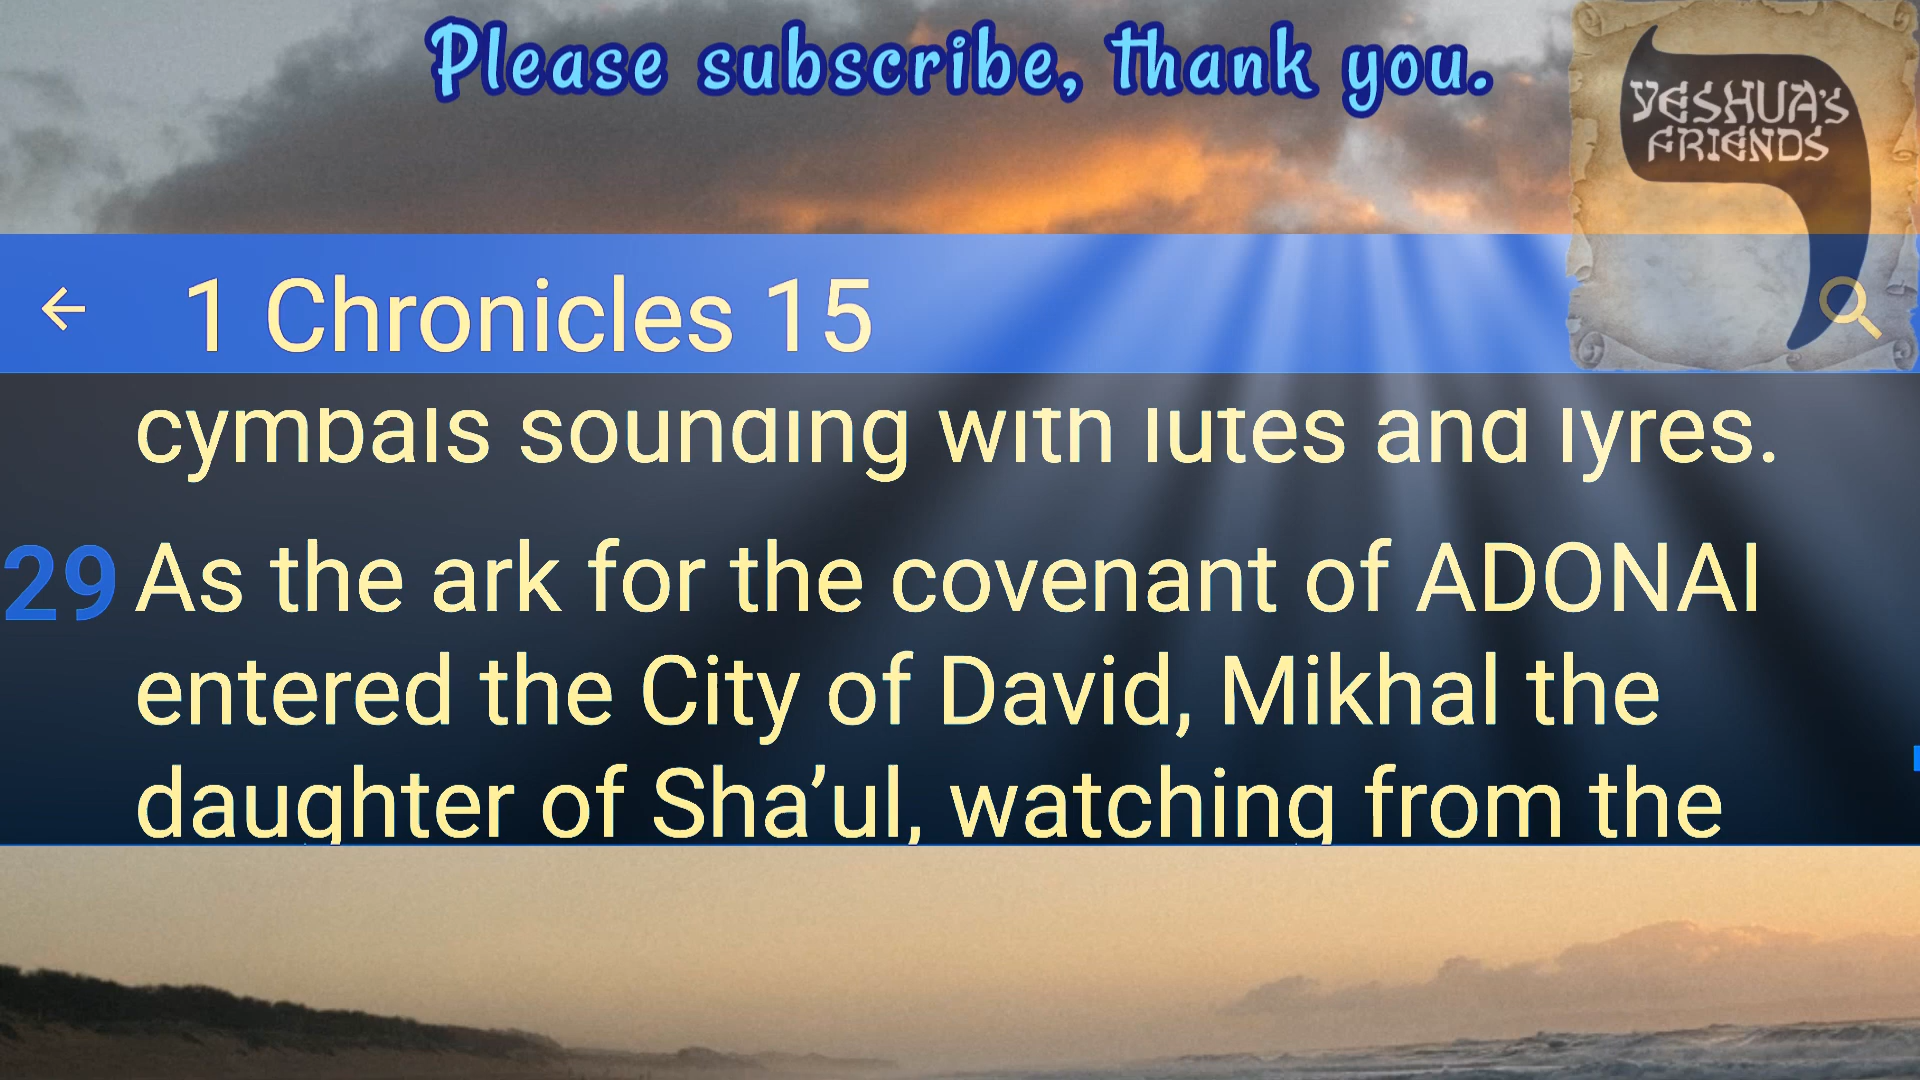 Please subscribe, thank you.
YESHUA'S
FRIENDS
1 Chronicles 15
cymbals sounding with lutes and lyres.
29 As the ark for the covenant of ADONAI
entered the City of David, Mikhal the
daughter of Sha’ul, watching from the